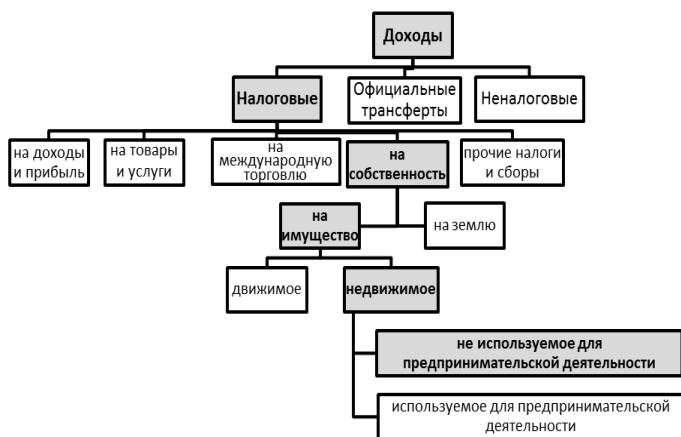 Доходы
Налоговые
Официальные
трансферты
Неналоговые
на доходы
и прибыль
на товары
и услуги
на
международную
торговлю
на
собственность
прочие налоги
и сборы
на
имущество
на землю
движимое
недвижимое
не используемое для
предпринимательской деятельности
используемое для предпринимательской
деятельности